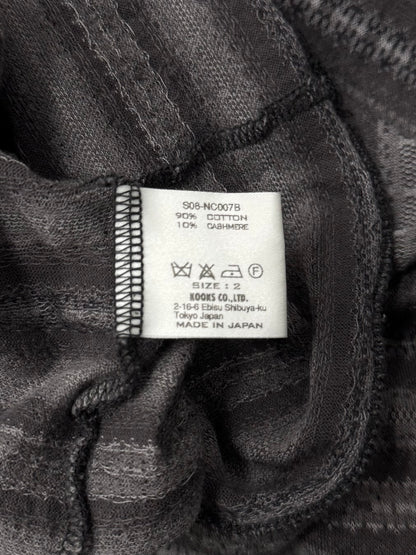 S08-NC007B
90% COTTON
10% CASHMERE
F
SIZE : 2
KOOKS CO.,LTD.
2-16-6 Ebisu Shibuya-ku
Tokyo Japan
MADE IN JAPAN